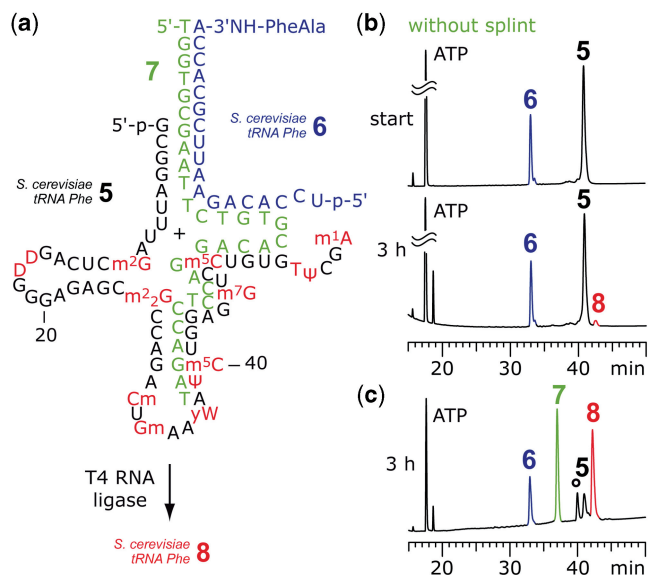 (a)
5'-T A-3'NH-PheAla
G C
G C
T A
G C
C G
G C
A U
A U
T A
T A
7
5'-p-G
C
G
G
A
U
U
U
A
S. cerevisiae
tRNA Phe 6
S. cerevisiae
tRNA Phe 5
+
G A C A C C U-p-5'
C T G T G
C
C
G A C A
m⁵C U G U G T Ψ C G m¹A
D D G A C U C m²G
G G G A G A G C m²₂G
20
G A C T
C U C m⁷G
C C A G A C C
G G U m⁵C – 40
Ψ
A
yW
A A Gm U Cm A
C C A G A T
T4 RNA
ligase
S. cerevisiae
tRNA Phe 8
(b) without splint
ATP
start
6
5
ATP
3 h
6
5
8
20 30 40 min
(c)
ATP
3 h
6
7
5
8
20 30 40 min